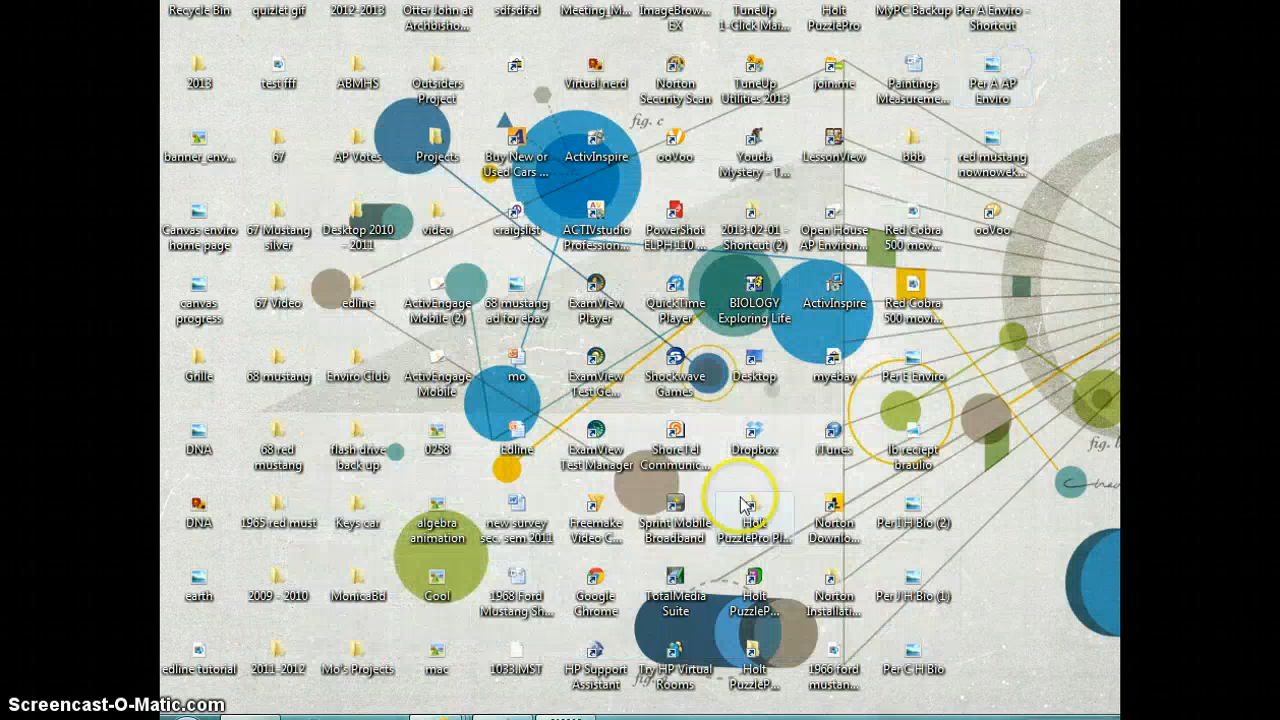 Recycle Bin
quizlet gif
2012-2013
Otter John at
Archbisho...
sdfsdfsd
Meeting_M...
ImageBrow...
EX
TuneUp
1-Click Mai...
Holt
PuzzlePro
MyPC Backup
Per A Enviro -
Shortcut
2013
test fff
ABMHS
Outsiders
Project
Virtual nerd
Norton
Security Scan
TuneUp
Utilities 2013
join.me
Paintings
Measureme...
Per A AP
Enviro
fig. c
banner_env...
67
AP Votes
Projects
Buy New or
Used Cars ...
ActivInspire
ooVoo
Youda
Mystery - T...
LessonView
bbb
red mustang
nownowek...
Canvas enviro
home page
67 Mustang
silver
Desktop 2010
- 2011
video
craigslist
ACTIVstudio
Profession...
PowerShot
ELPH 110 ...
2013-02-01 -
Shortcut (2)
Open House
AP Environ...
Red Cobra
500 movi...
ooVoo
canvas
progress
67 Video
edline
ActivEngage
Mobile (2)
68 mustang
ad for ebay
ExamView
Player
QuickTime
Player
BIOLOGY
Exploring Life
ActivInspire
Red Cobra
500 movi...
Grille
68 mustang
Enviro Club
ActivEngage
Mobile
mo
ExamView
Test Ge...
Shockwave
Games
Desktop
myebay
Per E Enviro
DNA
68 red
mustang
flash drive
back up
0258
Edline
ExamView
Test Manager
ShoreTel
Communic...
Dropbox
iTunes
lb reciept
braulio
DNA
1965 red must
Keys car
algebra
animation
new survey
sec. sem 2011
Freemake
Video C...
Sprint Mobile
Broadband
Holt
PuzzlePro Pl...
Norton
Downlo...
Per I H Bio (2)
earth
2009 - 2010
MonicaBd
Cool
1968 Ford
Mustang Sh...
Google
Chrome
TotalMedia
Suite
Holt
PuzzleP...
Norton
Installati...
Per I H Bio (1)
edline tutorial
2011-2012
Mo's Projects
mac
1033.MST
HP Support
Assistant
Try HP Virtual
Rooms
Holt
PuzzleP...
1966 ford
mustan...
Per C H Bio
Screencast-O-Matic.com